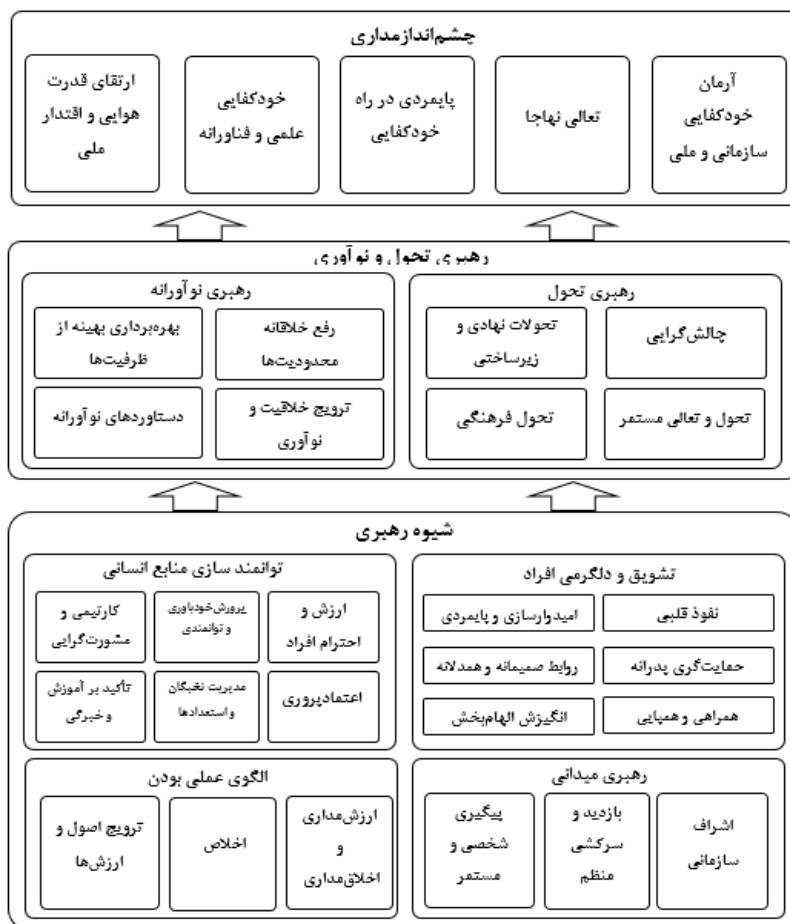 چشم‌اندازمداری
آرمان
خودکفایی
سازمانی و ملی
تعالی نهاجا
پایمردی در راه
خودکفایی
خودکفایی
علمی و فناورانه
ارتقای قدرت
هوایی و اقتدار
ملی
رهبری تحول و نوآوری
رهبری تحول
چالش‌گرایی
تحولات نهادی و
زیرساختی
تحول و تعالی مستمر
تحول فرهنگی
رهبری نوآورانه
رفع خلاقانه
محدودیت‌ها
بهره‌برداری بهینه از
ظرفیت‌ها
ترویج خلاقیت و
نوآوری
دستاوردهای نوآورانه
شیوه رهبری
تشویق و دلگرمی افراد
نفوذ قلبی
امیدوارسازی و پایمردی
حمایت‌گری پدرانه
روابط صمیمانه و همدلانه
همراهی و همپایی
انگیزش الهام‌بخش
توانمند سازی منابع انسانی
ارزش و
احترام افراد
پرورش‌خودباوری
و توانمندی
کارتیمی و
مشورت‌گرایی
اعتمادپروری
مدیریت نخبگان
و استعدادها
تأکید بر آموزش
و خبرگی
رهبری میدانی
اشراف
سازمانی
بازدید و
سرکشی
منظم
پیگیری
شخصی و
مستمر
الگوی عملی بودن
ارزش‌مداری
و
اخلاق‌مداری
اخلاص
ترویج اصول و
ارزش‌ها